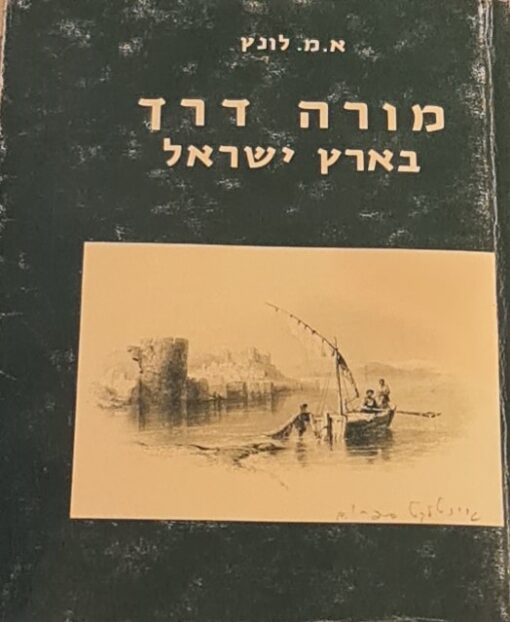 א.מ. לונץ
מורה דרך
בארץ ישראל